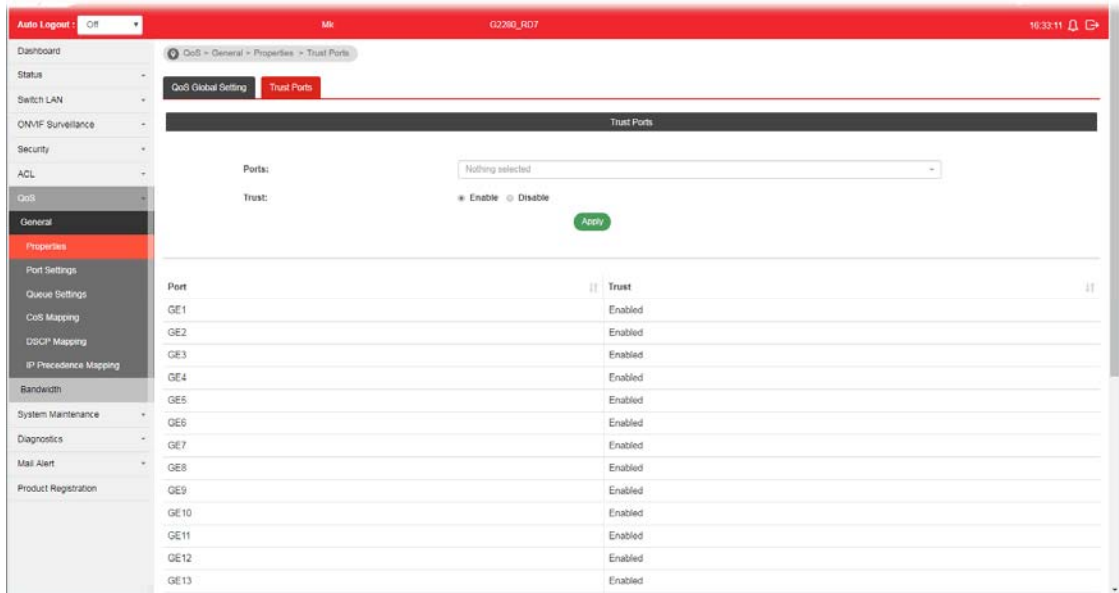 Auto Logout : Off Mk G2280_RD7 16:33:11
Dashboard
Status
Switch LAN
ONVIF Surveillance
Security
ACL
QoS
General
Properties
Port Settings
Queue Settings
CoS Mapping
DSCP Mapping
IP Precedence Mapping
Bandwidth
System Maintenance
Diagnostics
Mail Alert
Product Registration
QoS » General » Properties » Trust Ports
QoS Global Setting Trust Ports
Trust Ports
Ports: Nothing selected
Trust: Enable Disable
Apply
Port Trust
GE1 Enabled
GE2 Enabled
GE3 Enabled
GE4 Enabled
GE5 Enabled
GE6 Enabled
GE7 Enabled
GE8 Enabled
GE9 Enabled
GE10 Enabled
GE11 Enabled
GE12 Enabled
GE13 Enabled